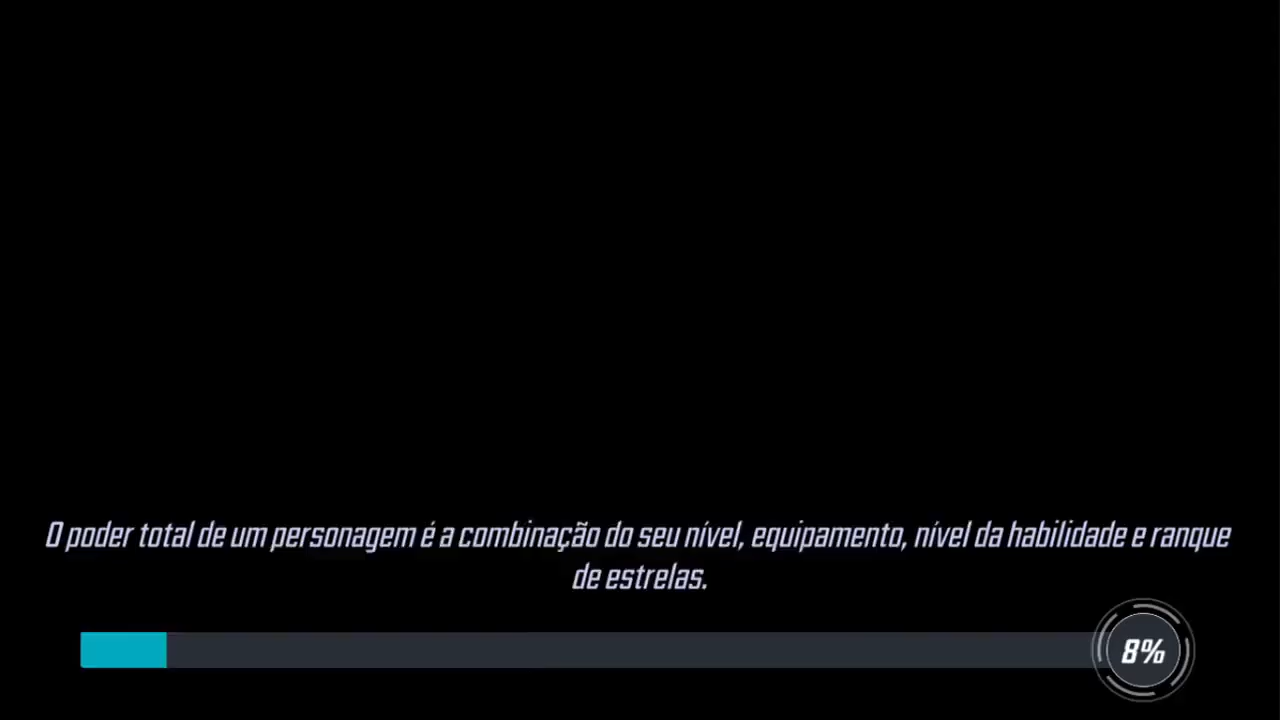 O poder total de um personagem é a combinação do seu nível, equipamento, nível da habilidade e ranque
de estrelas.
8%